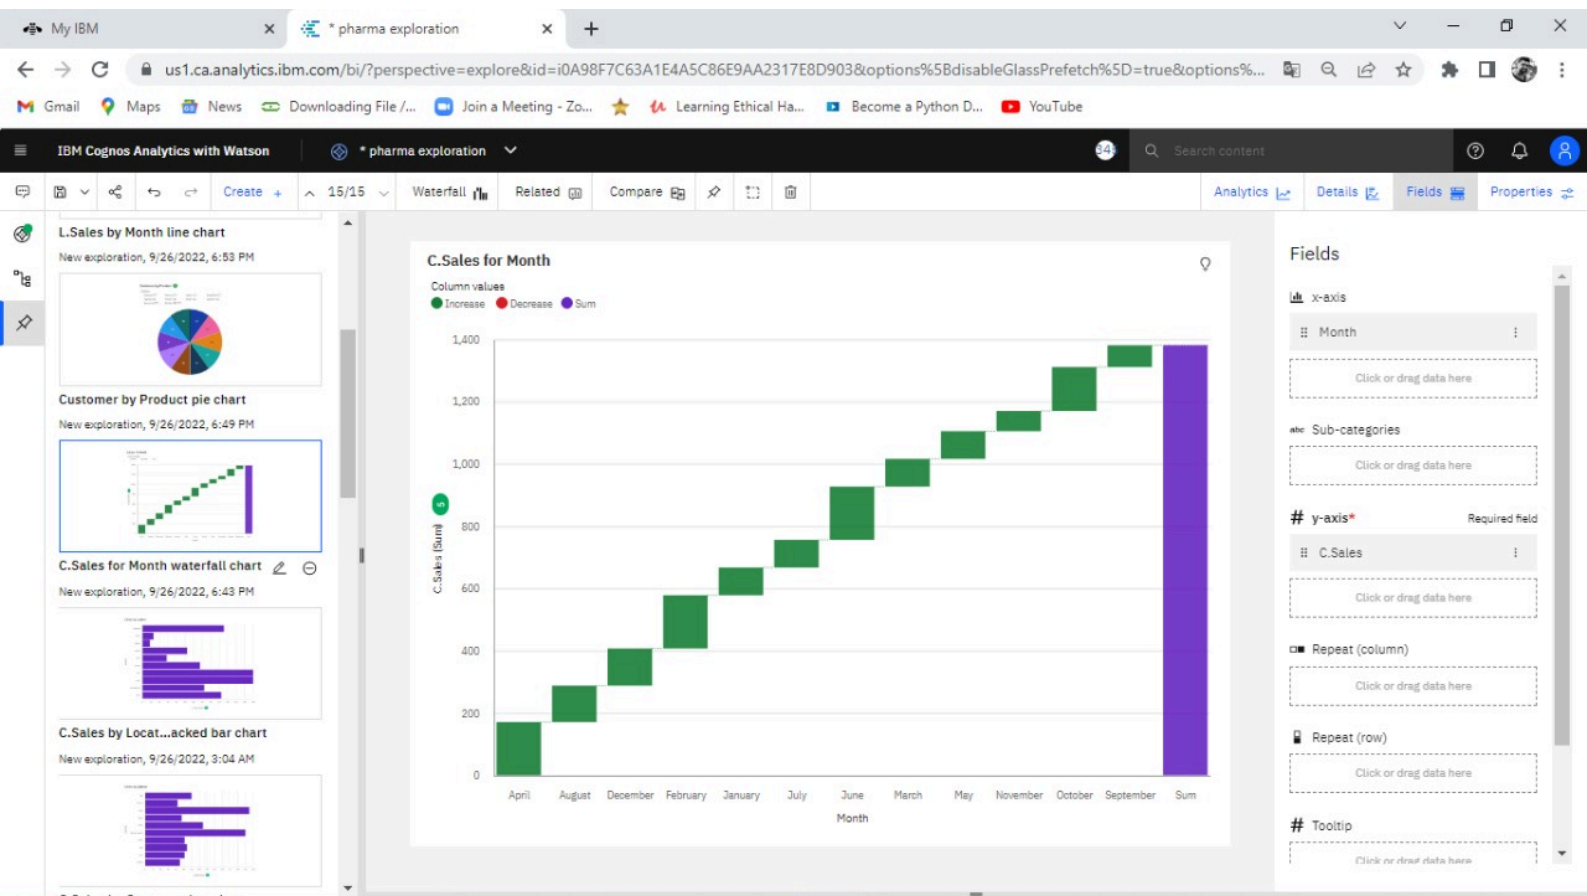 My IBM
* pharma exploration
us1.ca.analytics.ibm.com/bi/?perspective=explore&id=i0A98F7C63A1E4A5C86E9AA2317E8D903&options%5BdisableGlassPrefetch%5D=true&options%...
Gmail Maps News Downloading File /... Join a Meeting - Zo... Learning Ethical Ha... Become a Python D... YouTube
IBM Cognos Analytics with Watson * pharma exploration Search content
Create + 15/15 Waterfall Related Compare Analytics Details Fields Properties
L.Sales by Month line chart
New exploration, 9/26/2022, 6:53 PM
Customer by Product pie chart
New exploration, 9/26/2022, 6:49 PM
C.Sales for Month waterfall chart
New exploration, 9/26/2022, 6:43 PM
C.Sales by Locat...acked bar chart
New exploration, 9/26/2022, 3:04 AM
C.Sales for Month
Column values
Increase Decrease Sum
1,400
1,200
1,000
800
600
400
200
0
C.Sales (Sum) 5
April August December February January July June March May November October September Sum
Month
Fields
x-axis
Month
Click or drag data here
abc Sub-categories
Click or drag data here
# y-axis* Required field
C.Sales
Click or drag data here
Repeat (column)
Click or drag data here
Repeat (row)
Click or drag data here
# Tooltip
Click or drag data here